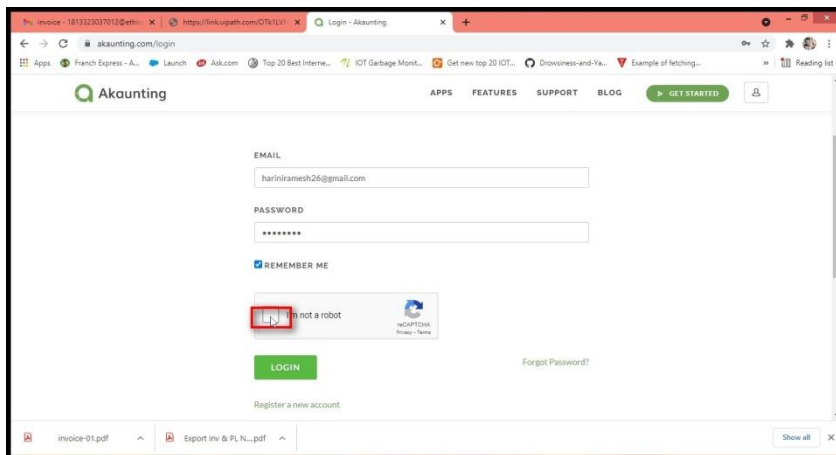 invoice - 1813323037012@ethir
https://link.uipath.com/OTk1LVh
Login - Akaunting
akaunting.com/login
Apps
Franch Express - A...
Launch
Ask.com
Top 20 Best Interne...
IOT Garbage Monit...
Get new top 20 IOT...
Drowsiness-and-Ya...
Example of fetching...
Reading list
Akaunting
APPS FEATURES SUPPORT BLOG GET STARTED
EMAIL
hariniramesh26@gmail.com
PASSWORD
REMEMBER ME
I'm not a robot
reCAPTCHA
Privacy - Terms
LOGIN
Forgot Password?
Register a new account
invoice-01.pdf
Export Inv & PL N....pdf
Show all